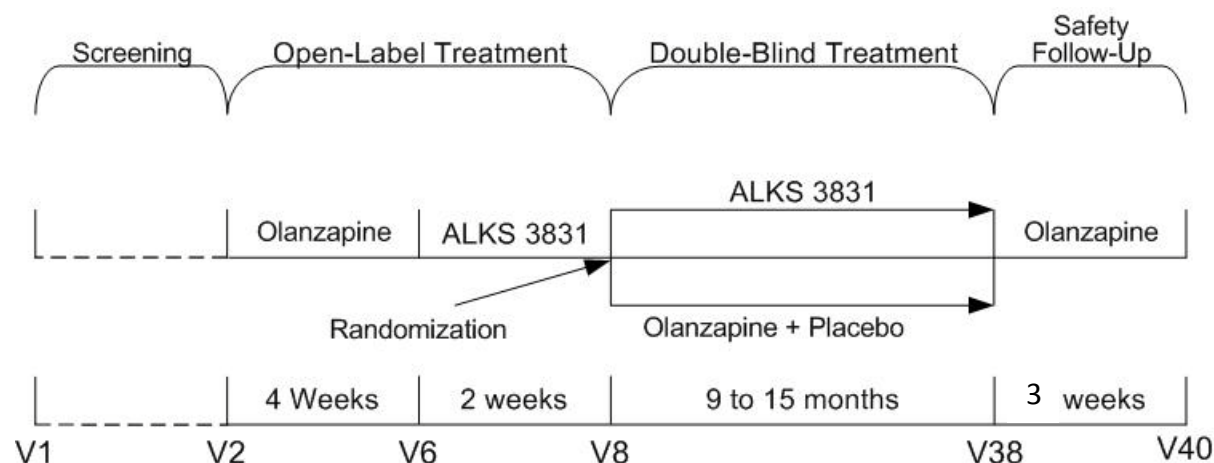 Screening Open-Label Treatment Double-Blind Treatment Safety Follow-Up
ALKS 3831
Olanzapine ALKS 3831 Olanzapine
Randomization Olanzapine + Placebo
4 Weeks 2 weeks 9 to 15 months 3 weeks
V1 V2 V6 V8 V38 V40